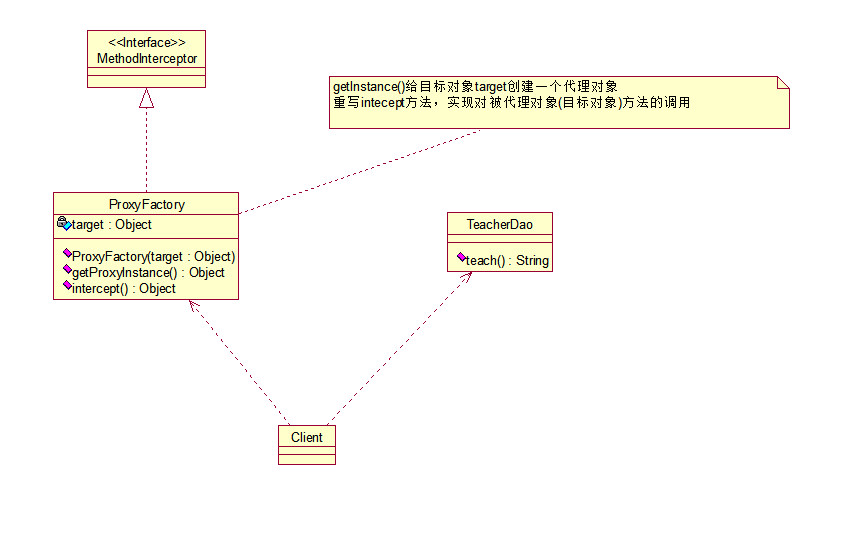 <<Interface>>
MethodInterceptor
getInstance()给目标对象target创建一个代理对象
重写intecept方法，实现对被代理对象(目标对象)方法的调用
ProxyFactory
target : Object
ProxyFactory(target : Object)
getProxyInstance() : Object
intercept() : Object
TeacherDao
teach() : String
Client